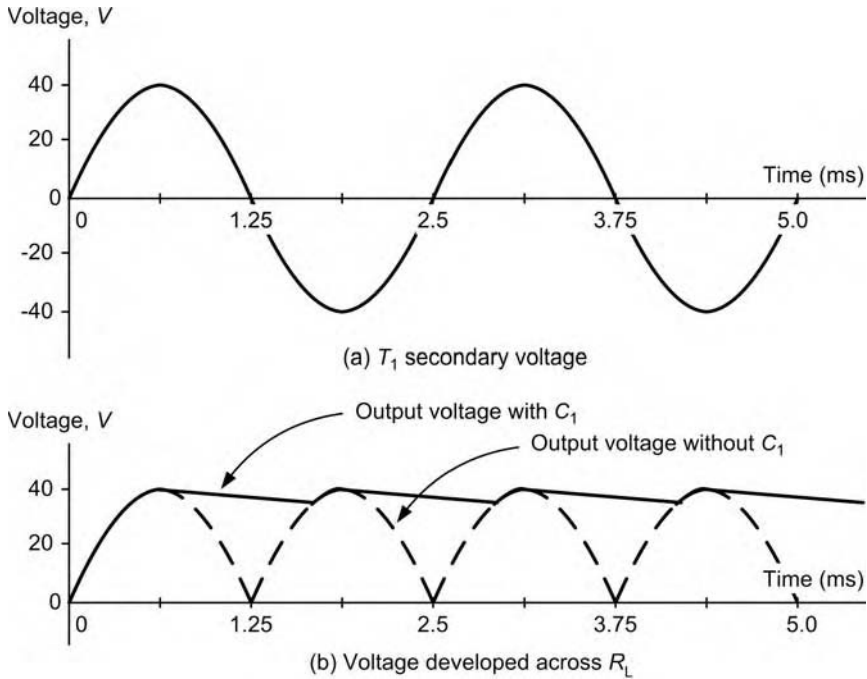 Voltage, V
40
20
0
Time (ms)
0 1.25 2.5 3.75 5.0
-20
-40
(a) T1 secondary voltage
Output voltage with C1
Voltage, V
Output voltage without C1
40
20
Time (ms)
0
0 1.25 2.5 3.75 5.0
(b) Voltage developed across RL